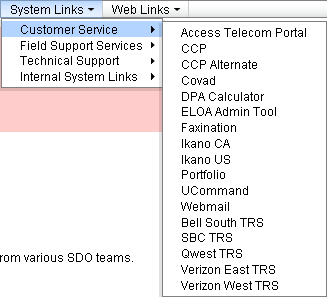 System Links
Web Links
Customer Service
Field Support Services
Technical Support
Internal System Links
Access Telecom Portal
CCP
CCP Alternate
Covad
DPA Calculator
ELOA Admin Tool
Faxination
Ikano CA
Ikano US
Portfolio
UCommand
Webmail
Bell South TRS
SBC TRS
Qwest TRS
Verizon East TRS
Verizon West TRS
rom various SDO teams.